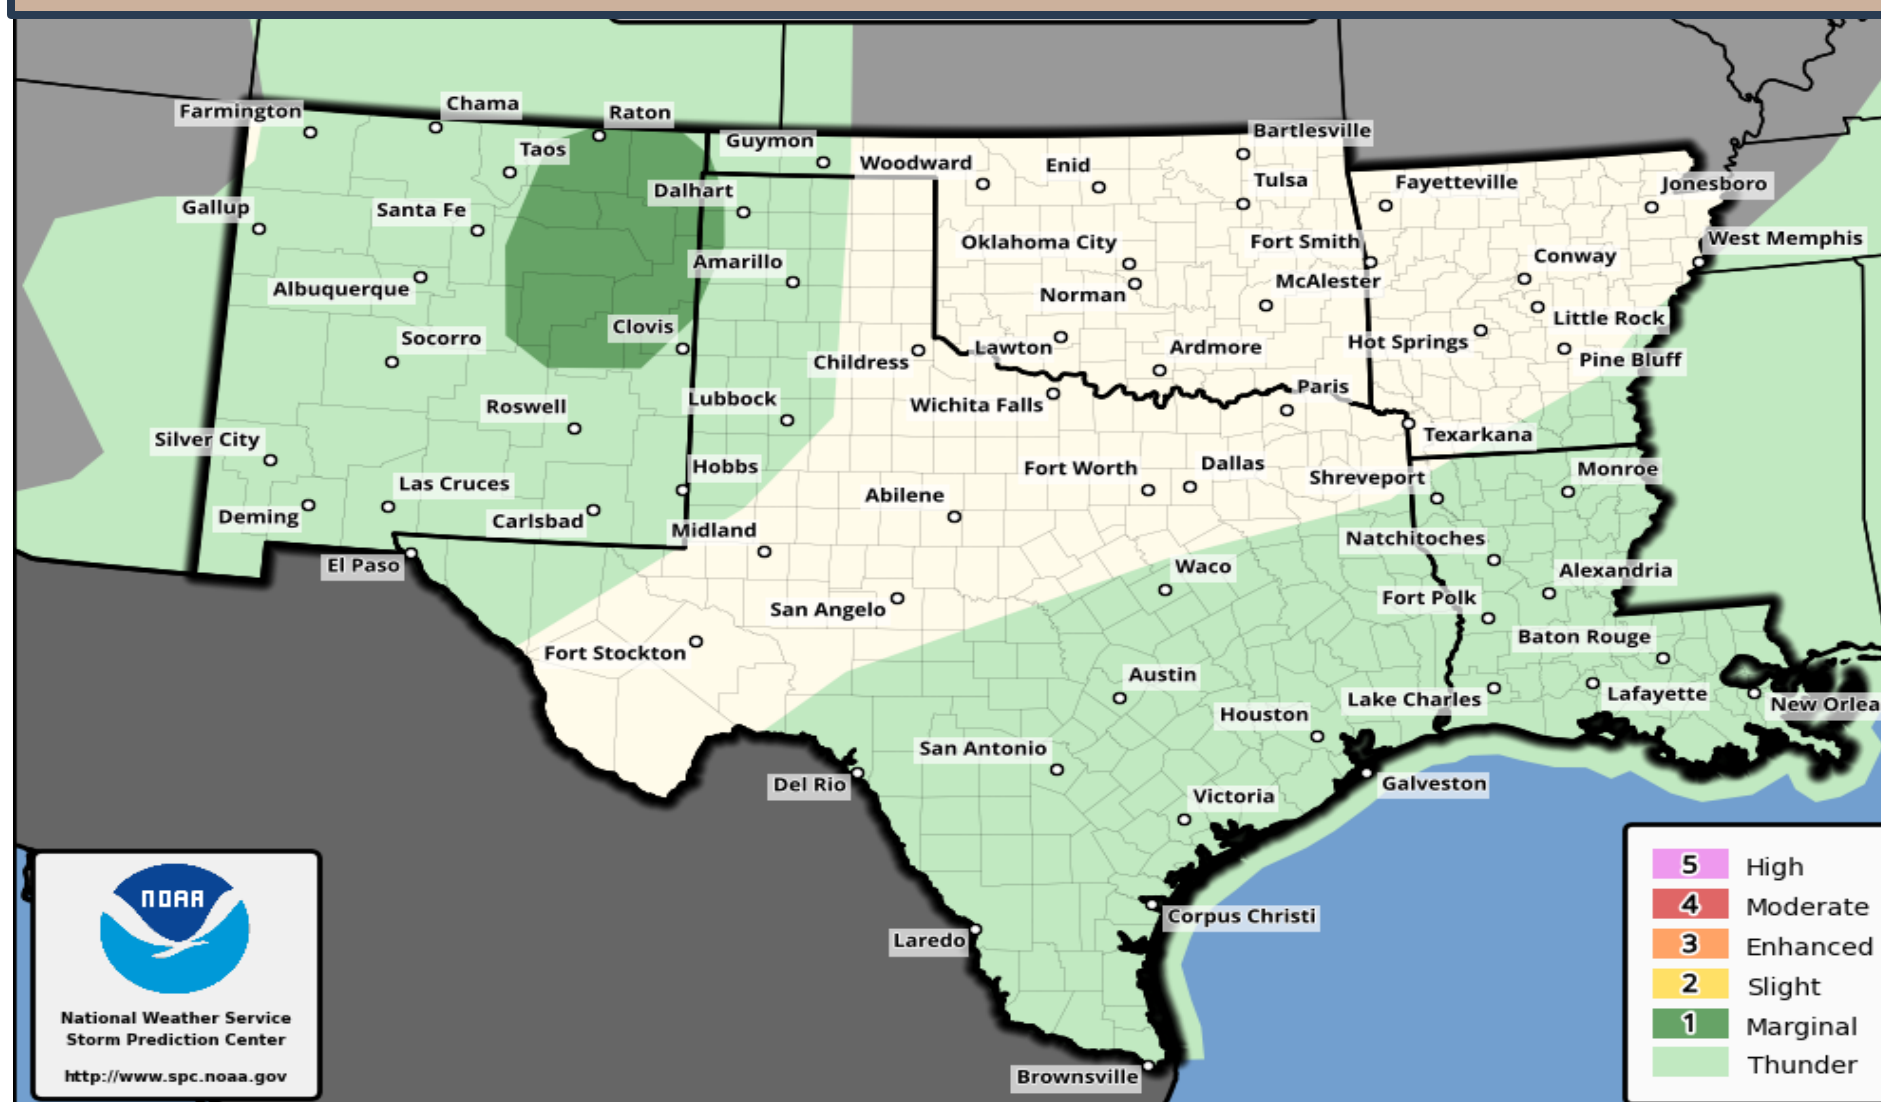 Farmington
Chama
Raton
Taos
Guymon
Bartlesville
Woodward
Enid
Tulsa
Fayetteville
Jonesboro
Dalhart
Gallup
Santa Fe
Oklahoma City
Fort Smith
West Memphis
Conway
Amarillo
McAlester
Albuquerque
Norman
Little Rock
Clovis
Socorro
Childress
Lawton
Ardmore
Hot Springs
Pine Bluff
Paris
Lubbock
Roswell
Wichita Falls
Texarkana
Silver City
Hobbs
Fort Worth
Dallas
Shreveport
Monroe
Las Cruces
Abilene
Deming
Carlsbad
Midland
Natchitoches
El Paso
Waco
Alexandria
San Angelo
Fort Polk
Fort Stockton
Baton Rouge
Austin
Lake Charles
Lafayette
New Orlea
Houston
San Antonio
Del Rio
Galveston
Victoria
Corpus Christi
Laredo
Brownsville
NOAA
National Weather Service
Storm Prediction Center
http://www.spc.noaa.gov
5 High
4 Moderate
3 Enhanced
2 Slight
1 Marginal
Thunder